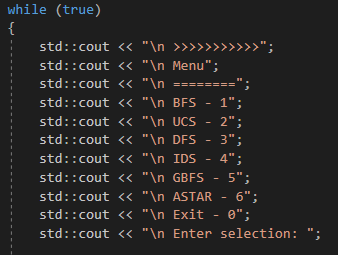 while (true)
{
std::cout << "\n >>>>>>>>>>>";
std::cout << "\n Menu";
std::cout << "\n ========";
std::cout << "\n BFS - 1";
std::cout << "\n UCS - 2";
std::cout << "\n DFS - 3";
std::cout << "\n IDS - 4";
std::cout << "\n GBFS - 5";
std::cout << "\n ASTAR - 6";
std::cout << "\n Exit - 0";
std::cout << "\n Enter selection: ";